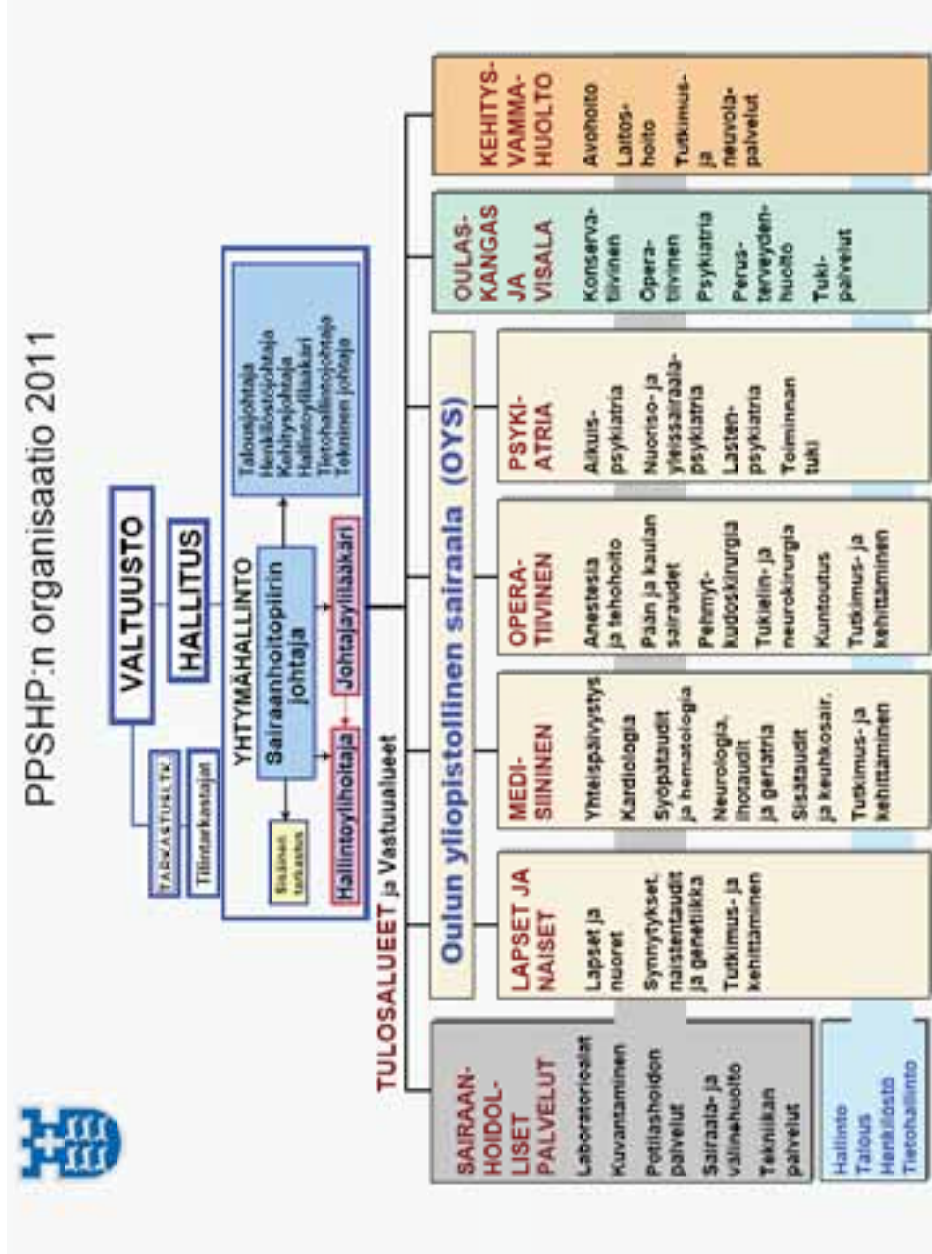 PPSHP:n organisaatio 2011
VALTUUSTO
HALLITUS
TARKASTUSLTK.
Tilintarkastajat
YHTYMÄHALLINTO
Sairaanhoitopiirin
johtaja
Sisäinen
tarkastus
Hallintoylihoitaja
Johtajaylilääkäri
Talousjohtaja
Henkilöstöjohtaja
Kehitysjohtaja
Hallintoylilääkäri
Tietohallintojohtaja
Tekninen johtaja
TULOSALUEET ja Vastuualueet
SAIRAAN-
HOIDOL-
LISET
PALVELUT
Laboratorioalat
Kuvantaminen
Potilashoidon
palvelut
Sairaala- ja
välinehuolto
Tekniikan
palvelut
Hallinto
Talous
Henkilöstö
Tietohallinto
Oulun yliopistollinen sairaala (OYS)
LAPSET JA
NAISET
Lapset ja
nuoret
Synnytykset,
naistentaudit
ja genetiikka
Tutkimus- ja
kehittäminen
MEDI-
SIININEN
Yhteispäivystys
Kardiologia
Syöpätaudit
ja hematologia
Neurologia,
ihotaudit
ja geriatria
Sisätaudit
ja keuhkosair.
Tutkimus- ja
kehittäminen
OPERA-
TIIVINEN
Anestesia
ja tehohoito
Pään ja kaulan
sairaudet
Pehmyt-
kudoskirurgia
Tukielin- ja
neurokirurgia
Kuntoutus
Tutkimus- ja
kehittäminen
PSYKI-
ATRIA
Aikuis-
psykiatria
Nuoriso- ja
yleissairaala-
psykiatria
Lasten-
psykiatria
Toiminnan
tuki
OULAS-
KANGAS
JA
VISALA
Konserva-
tiivinen
Opera-
tiivinen
Psykiatria
Perus-
terveyden-
huolto
Tuki-
palvelut
KEHITYS-
VAMMA-
HUOLTO
Avohoito
Laitos-
hoito
Tutkimus-
ja
neuvola-
palvelut